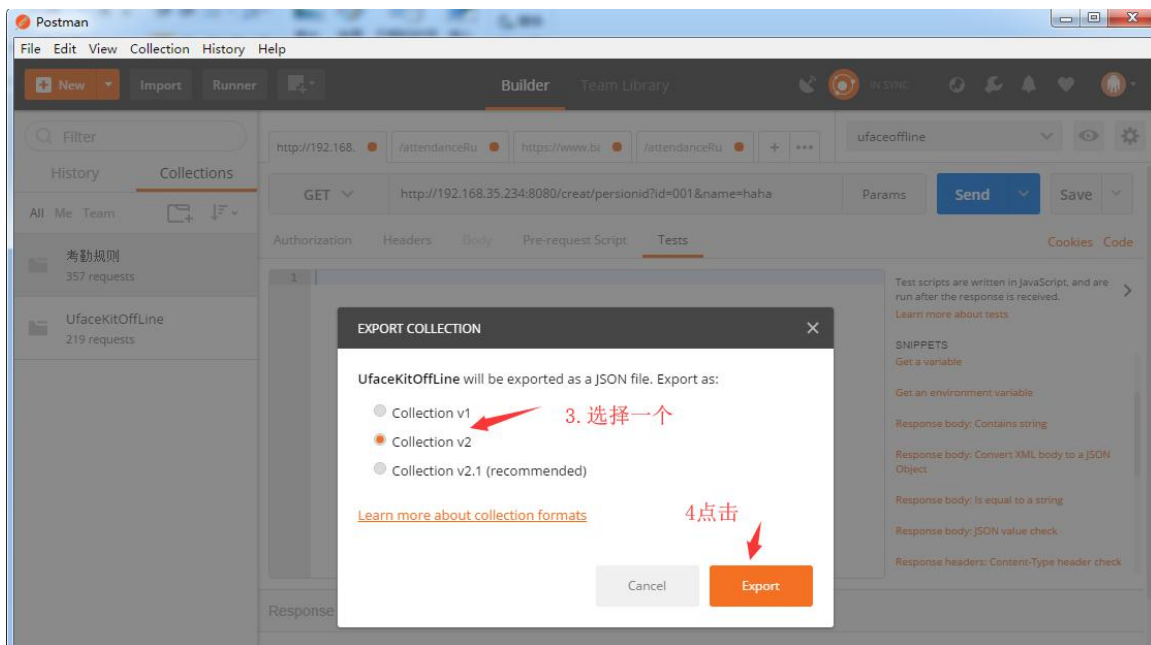 Postman
File Edit View Collection History Help
New Import Runner Builder Team Library IN SYNC
Filter
History Collections
All Me Team
考勤规则
357 requests
UfaceKitOffLine
219 requests
http://192.168. /attendanceRu https://www.ba /attendanceRu + •••
ufaceoffline
GET http://192.168.35.234:8080/creat/persionid?id=001&name=haha Params Send Save
Authorization Headers Body Pre-request Script Tests Cookies Code
1
Test scripts are written in JavaScript, and are
run after the response is received.
Learn more about tests
SNIPPETS
Get a variable
Get an environment variable
Response body: Contains string
Response body: Convert XML body to a JSON
Object
Response body: Is equal to a string
Response body: JSON value check
Response headers: Content-Type header check
EXPORT COLLECTION
UfaceKitOffLine will be exported as a JSON file. Export as:
Collection v1
3.选择一个
Collection v2
Collection v2.1 (recommended)
Learn more about collection formats
4点击
Cancel Export
Response